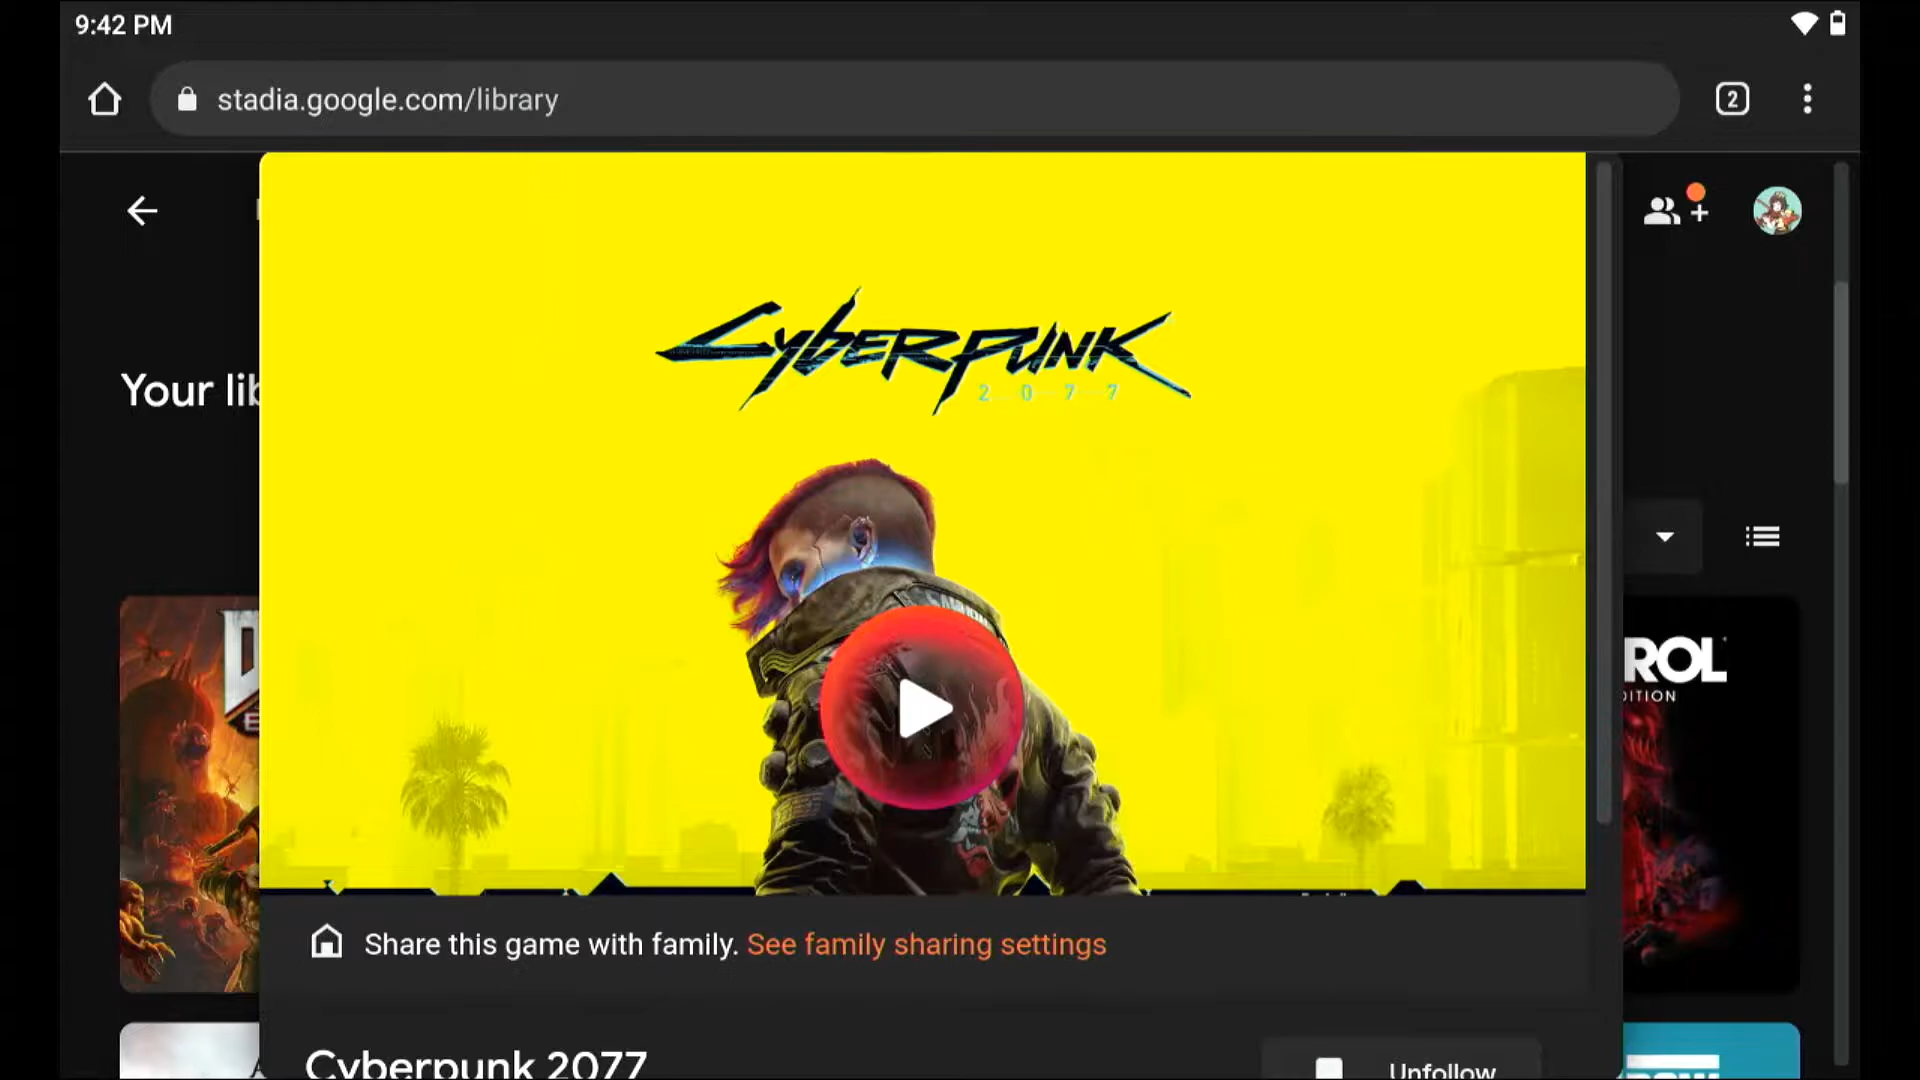 9:42 PM
stadia.google.com/library
2
Your lib
CYBERPUNK
2077
D
E
ROL
DITION
Share this game with family. See family sharing settings
Cyberpunk 2077
Unfollow